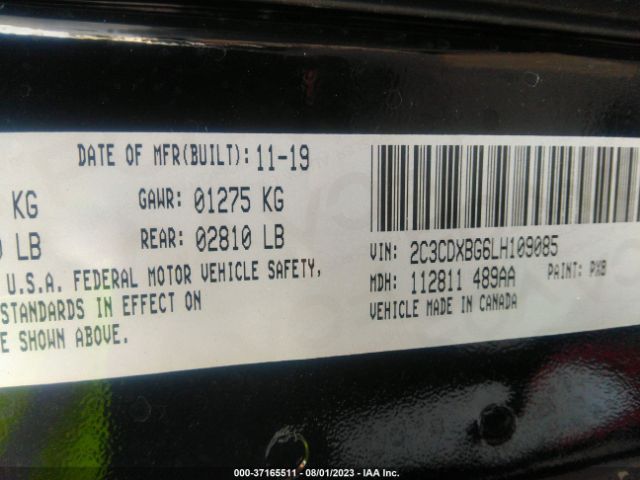 DATE OF MFR(BUILT): 11-19
KG GAWR: 01275 KG
LB REAR: 02810 LB
U.S.A. FEDERAL MOTOR VEHICLE SAFETY,
STANDARDS IN EFFECT ON
E SHOWN ABOVE.
VIN: 2C3CDXBG6LH109085
MDH: 112811 489AA PAINT: PXB
VEHICLE MADE IN CANADA
000-37165511 - 08/01/2023 - IAA Inc.